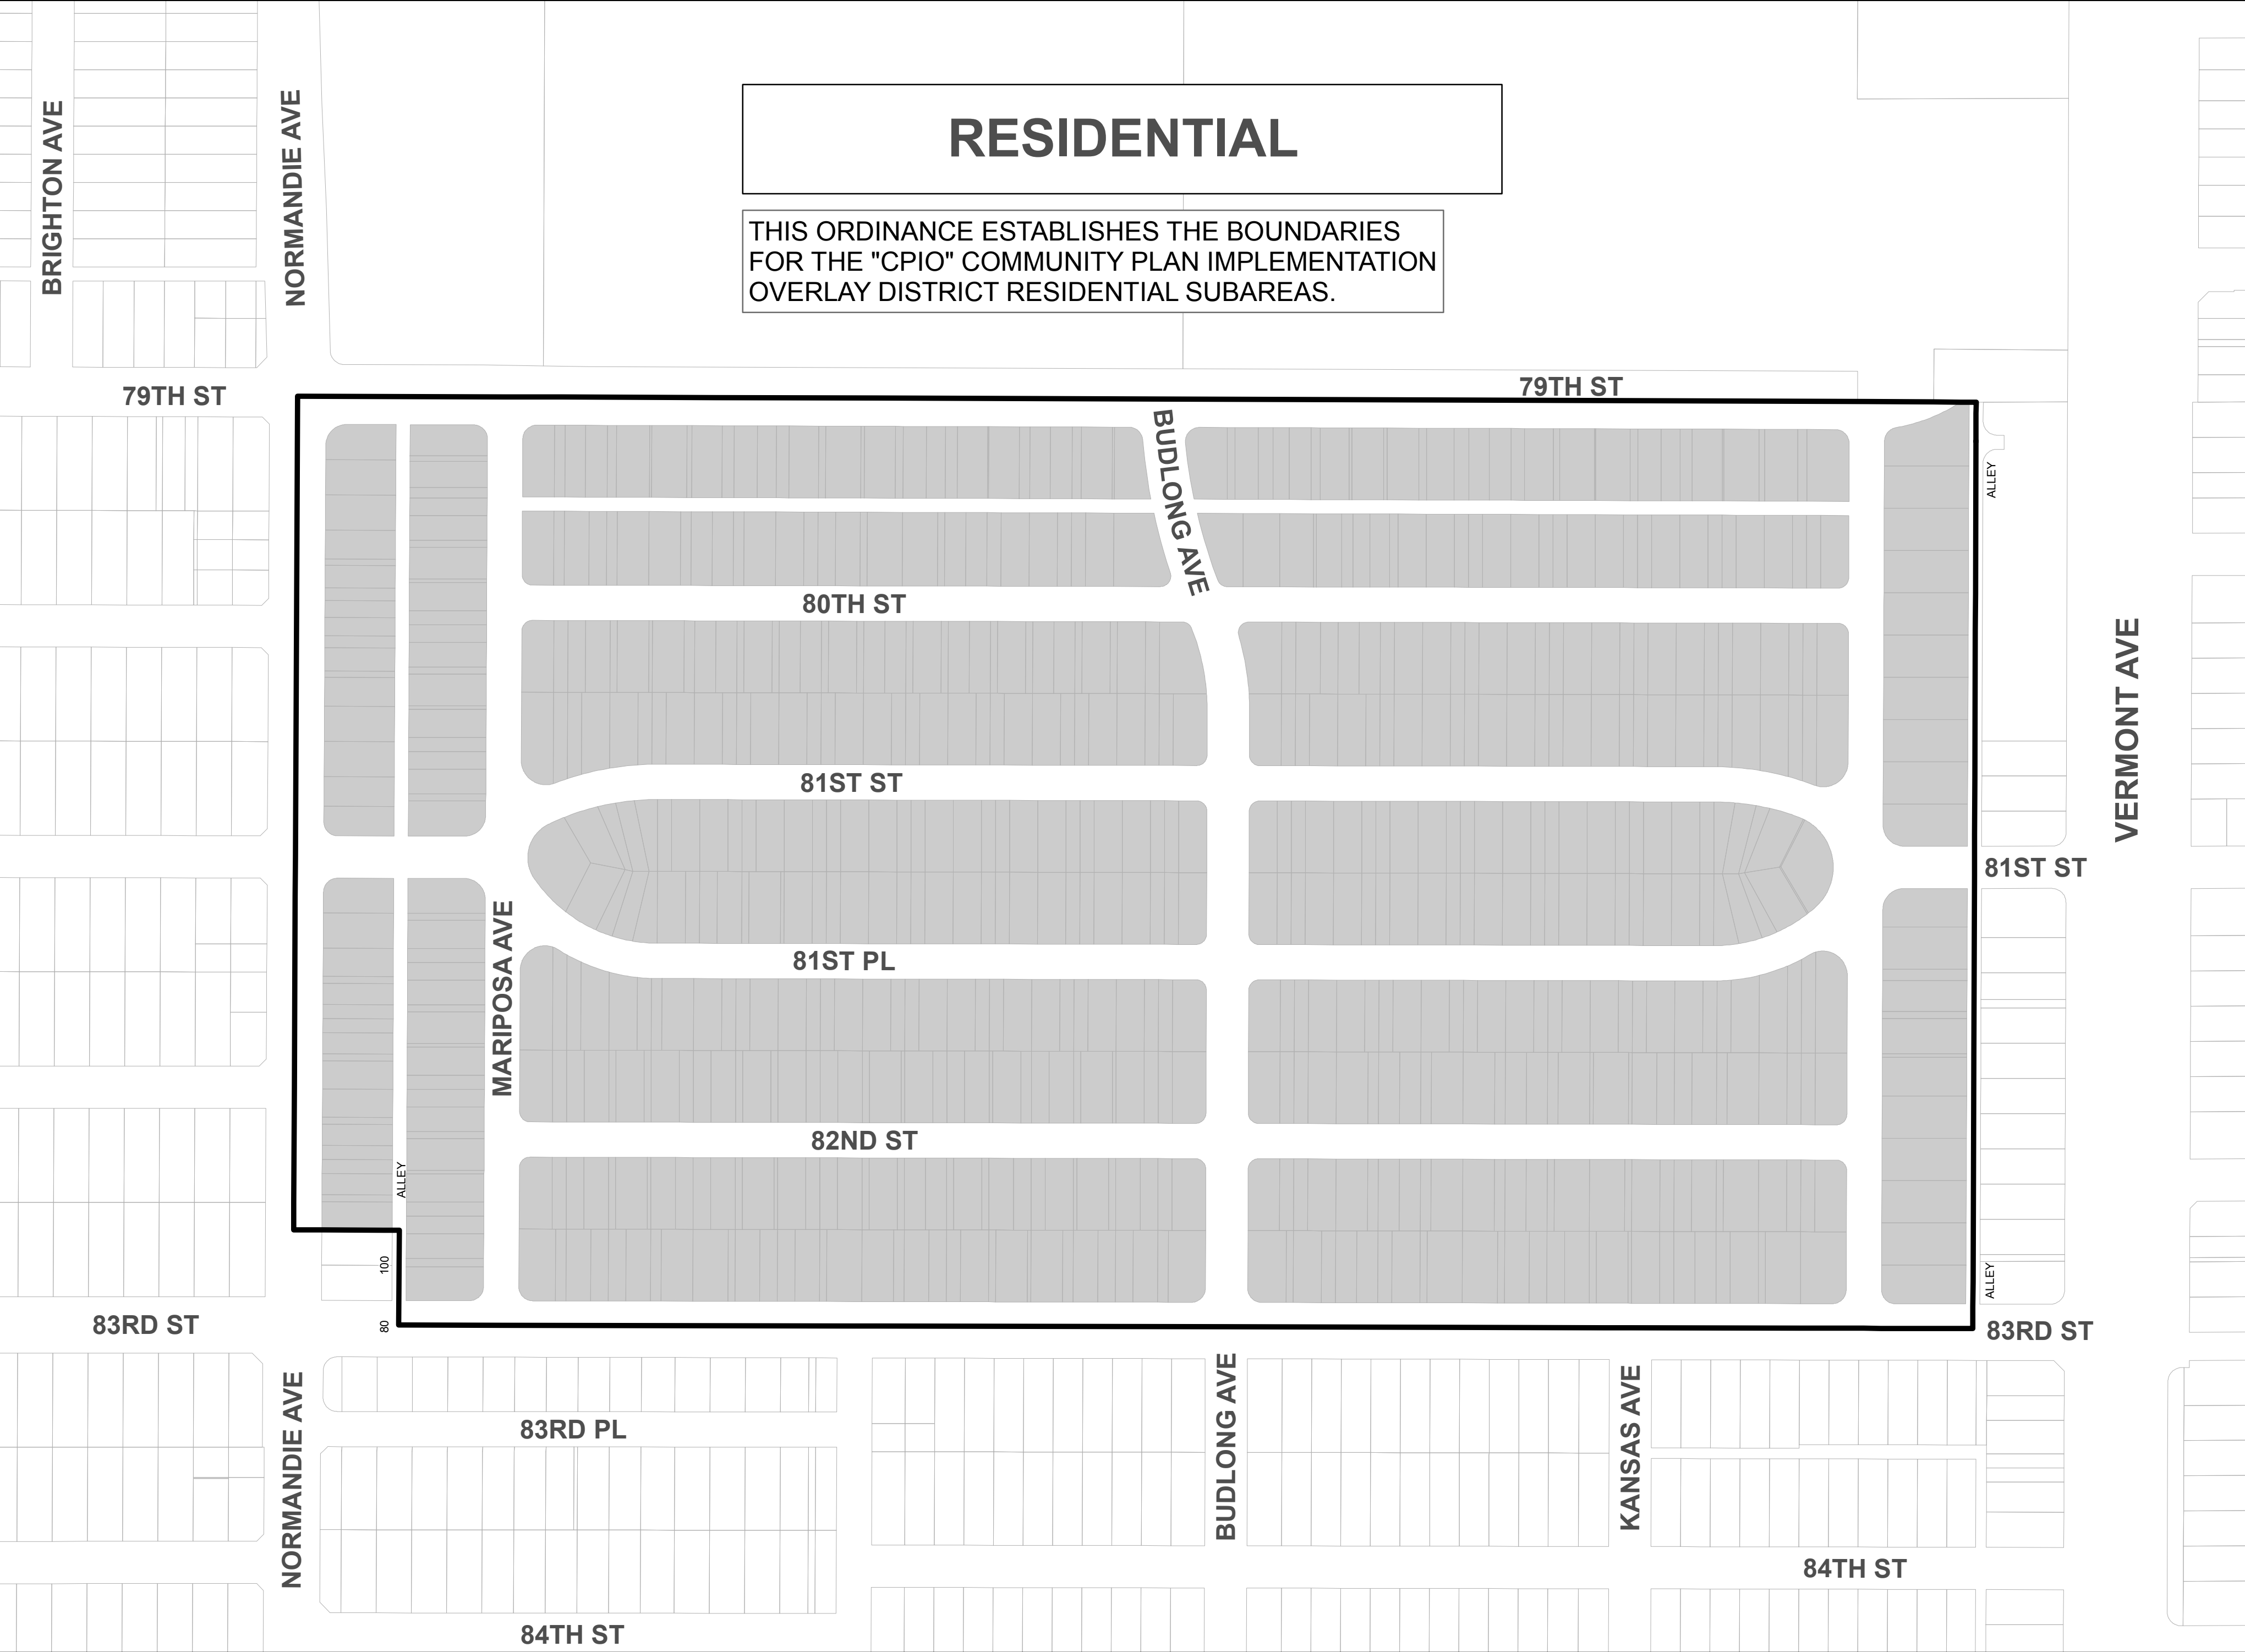 RESIDENTIAL
THIS ORDINANCE ESTABLISHES THE BOUNDARIES
FOR THE "CPIO" COMMUNITY PLAN IMPLEMENTATION
OVERLAY DISTRICT RESIDENTIAL SUBAREAS.
BRIGHTON AVE
NORMANDIE AVE
79TH ST
79TH ST
BUDLONG AVE
ALLEY
80TH ST
VERMONT AVE
81ST ST
81ST ST
MARIPOSA AVE
81ST PL
82ND ST
ALLEY
100
80
ALLEY
83RD ST
83RD ST
NORMANDIE AVE
83RD PL
BUDLONG AVE
KANSAS AVE
84TH ST
84TH ST